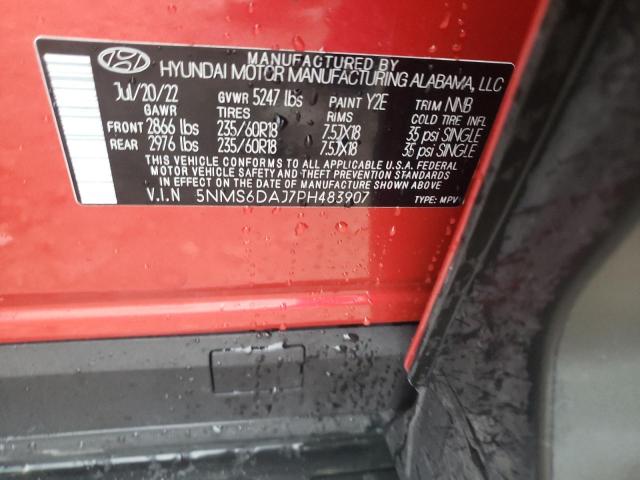 MANUFACTURED BY
HYUNDAI MOTOR MANUFACTURING ALABAMA, LLC
Jul/20/22 GVWR 5247 lbs PAINT Y2E TRIM NNB
GAWR TIRES RIMS COLD TIRE INFL
FRONT 2866 lbs 235/60R18 7.5JX18 35 psi SINGLE
REAR 2976 lbs 235/60R18 7.5JX18 35 psi SINGLE
THIS VEHICLE CONFORMS TO ALL APPLICABLE U.S.A. FEDERAL
MOTOR VEHICLE SAFETY AND THEFT PREVENTION STANDARDS
IN EFFECT ON THE DATE OF MANUFACTURE SHOWN ABOVE
V.I.N 5NMS6DAJ7PH483907 TYPE: MPV